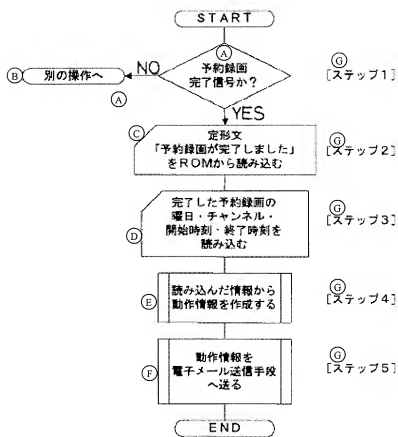 START
Ⓐ
予約録画
完了信号か?
NO
Ⓑ
別の操作へ
Ⓐ
Ⓖ
[ステップ1]
YES
Ⓒ
定形文
「予約録画が完了しました」
をROMから読み込む
Ⓖ
[ステップ2]
完了した予約録画の
曜日・チャンネル・
開始時刻・終了時刻を
読み込む
Ⓓ
Ⓖ
[ステップ3]
読み込んだ情報から
動作情報を作成する
Ⓔ
Ⓖ
[ステップ4]
動作情報を
電子メール送信手段
へ送る
Ⓕ
Ⓖ
[ステップ5]
END